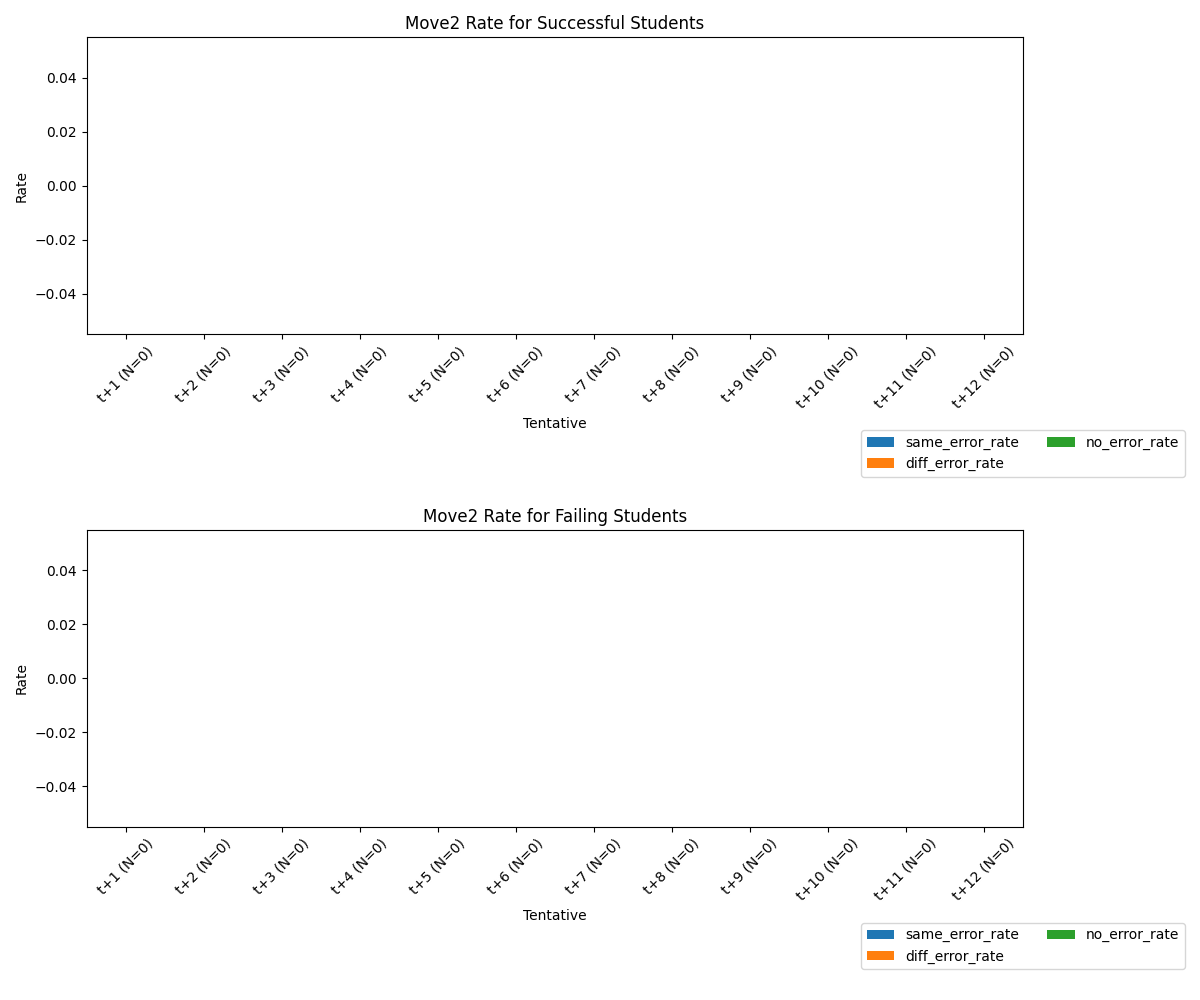 Move2 Rate for Successful Students
0.04
0.02
0.00
−0.02
−0.04
Rate
t+1 (N=0)
t+2 (N=0)
t+3 (N=0)
t+4 (N=0)
t+5 (N=0)
t+6 (N=0)
t+7 (N=0)
t+8 (N=0)
t+9 (N=0)
t+10 (N=0)
t+11 (N=0)
t+12 (N=0)
Tentative
same_error_rate
diff_error_rate
no_error_rate
Move2 Rate for Failing Students
0.04
0.02
0.00
−0.02
−0.04
Rate
t+1 (N=0)
t+2 (N=0)
t+3 (N=0)
t+4 (N=0)
t+5 (N=0)
t+6 (N=0)
t+7 (N=0)
t+8 (N=0)
t+9 (N=0)
t+10 (N=0)
t+11 (N=0)
t+12 (N=0)
Tentative
same_error_rate
diff_error_rate
no_error_rate